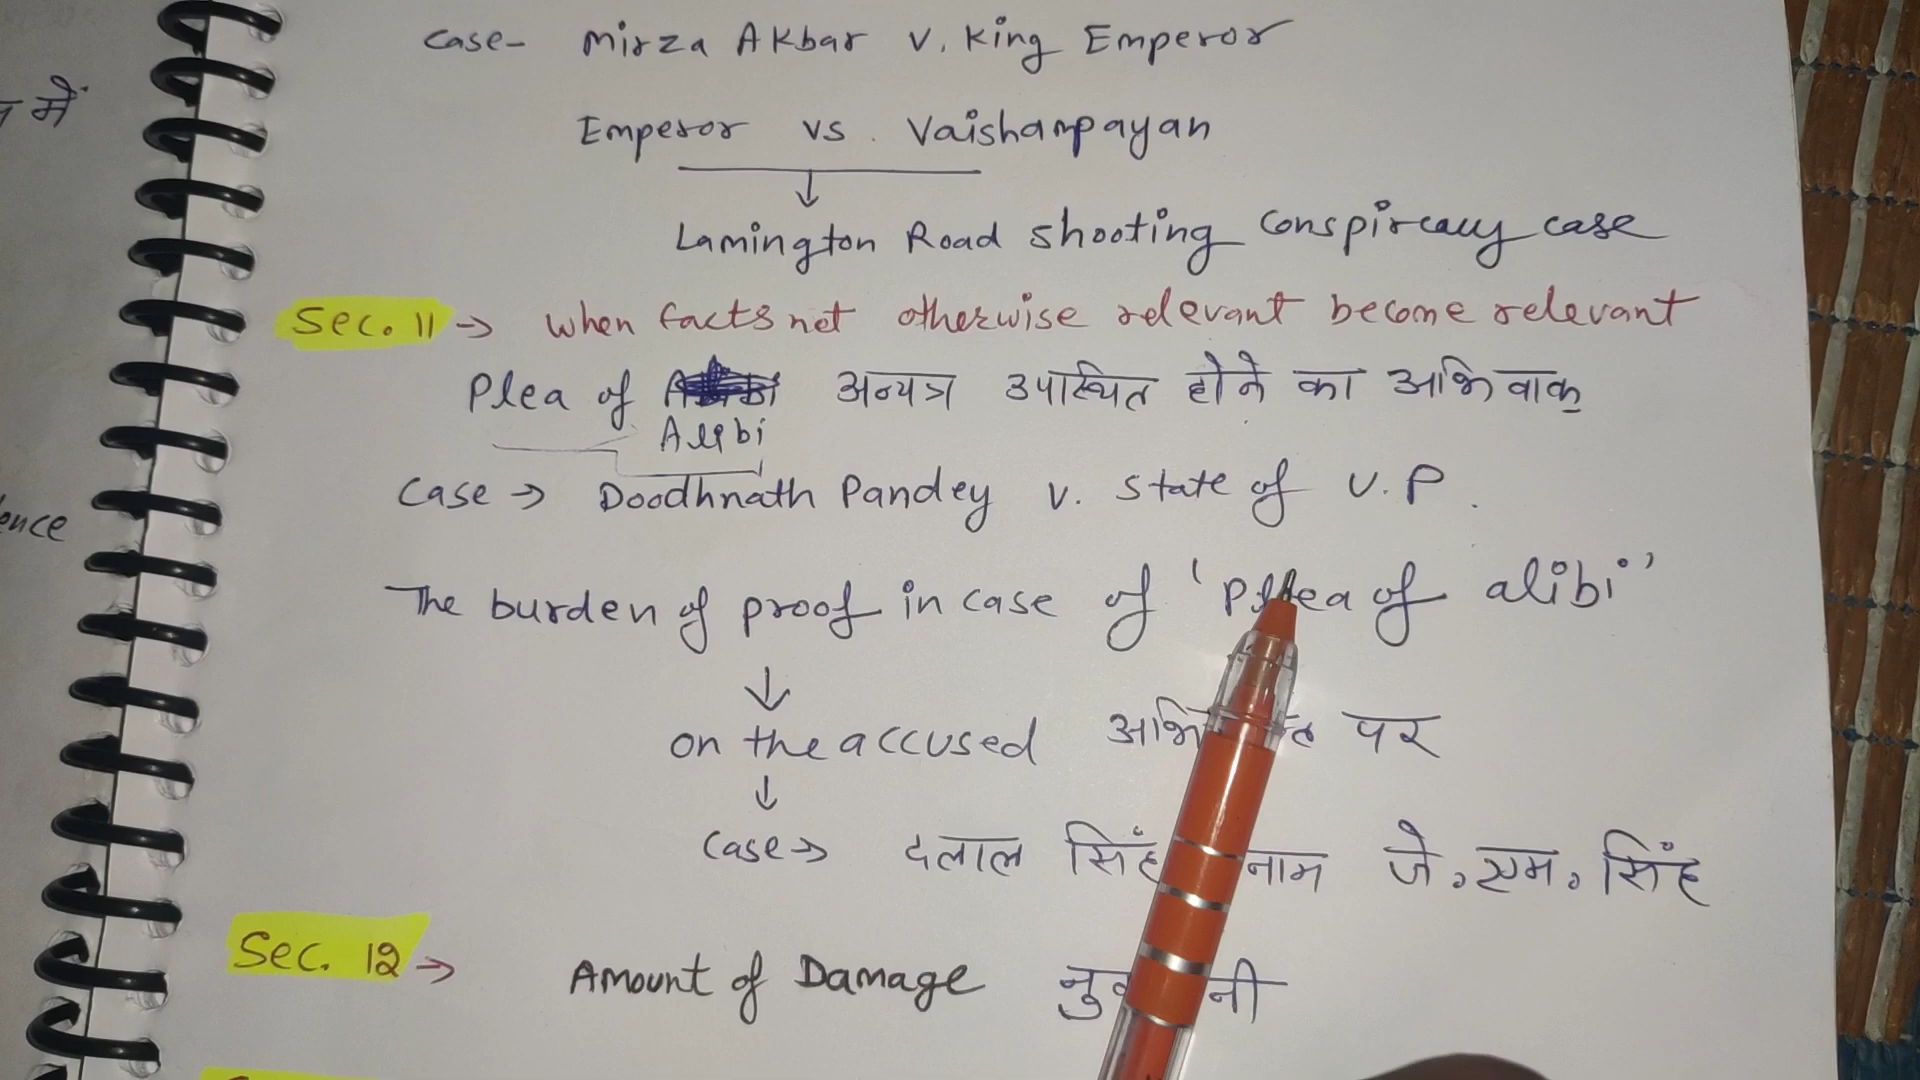 में
ence
Case- Mirza Akbar v. King Emperor
Emperor vs. Vaishampayan
↓
Lamington Road shooting Conspircacy case
Sec. 11 → when facts not otherwise relevant become relevant
Plea of अन्यत्र उपस्थित होने का अभिवाक्
Alibi
Case → Doodhnath Pandey v. State of U.P.
The burden of proof in case of 'Plea of alibi'
↓
on the accused पर
↓
Case → दलाल सिंह जे.एम. सिंह
Sec. 12 → Amount of Damage